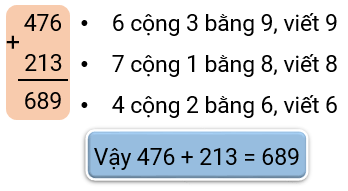 476 • 6 cộng 3 bằng 9, viết 9
+
213 • 7 cộng 1 bằng 8, viết 8
689 • 4 cộng 2 bằng 6, viết 6
Vậy 476 + 213 = 689